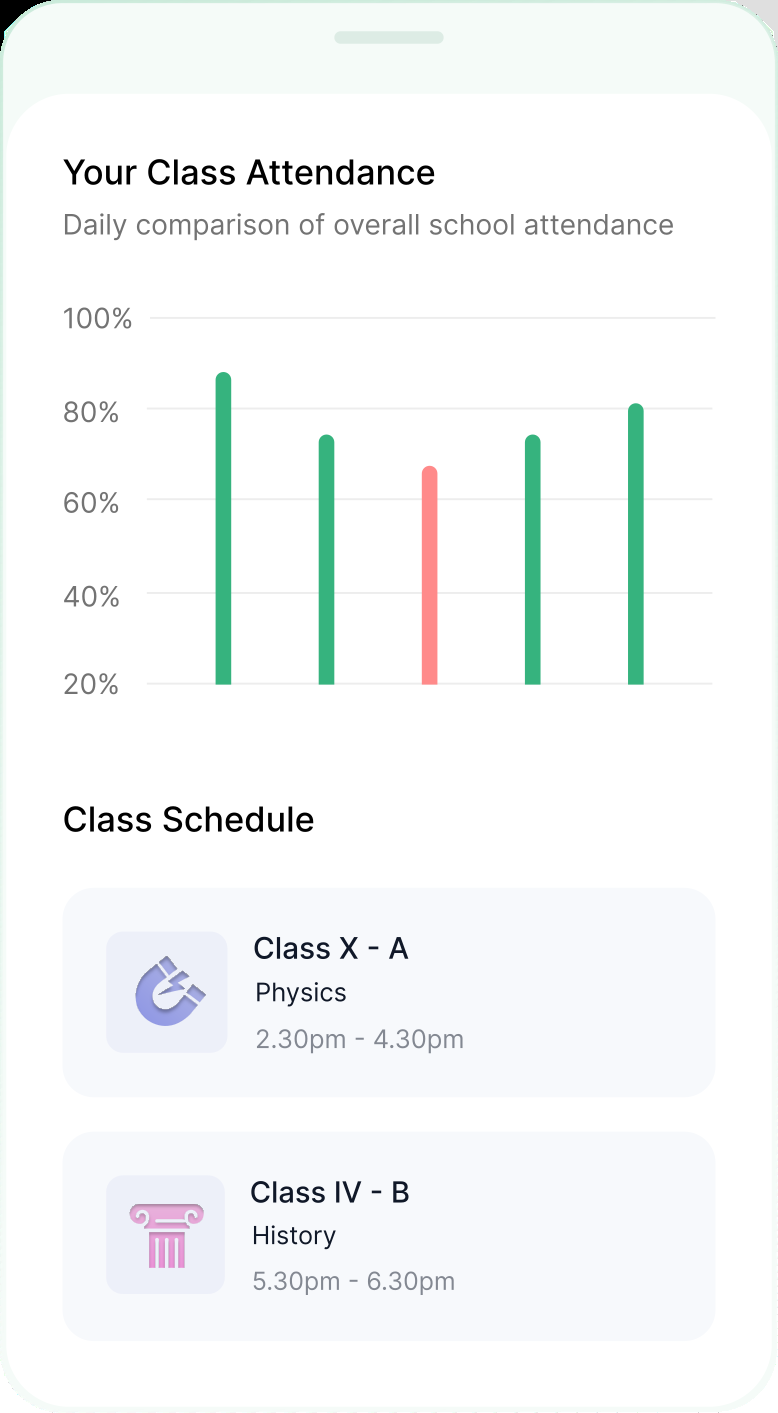 Your Class Attendance
Daily comparison of overall school attendance
100%
80%
60%
40%
20%
Class Schedule
Class X - A
Physics
2.30pm - 4.30pm
Class IV - B
History
5.30pm - 6.30pm